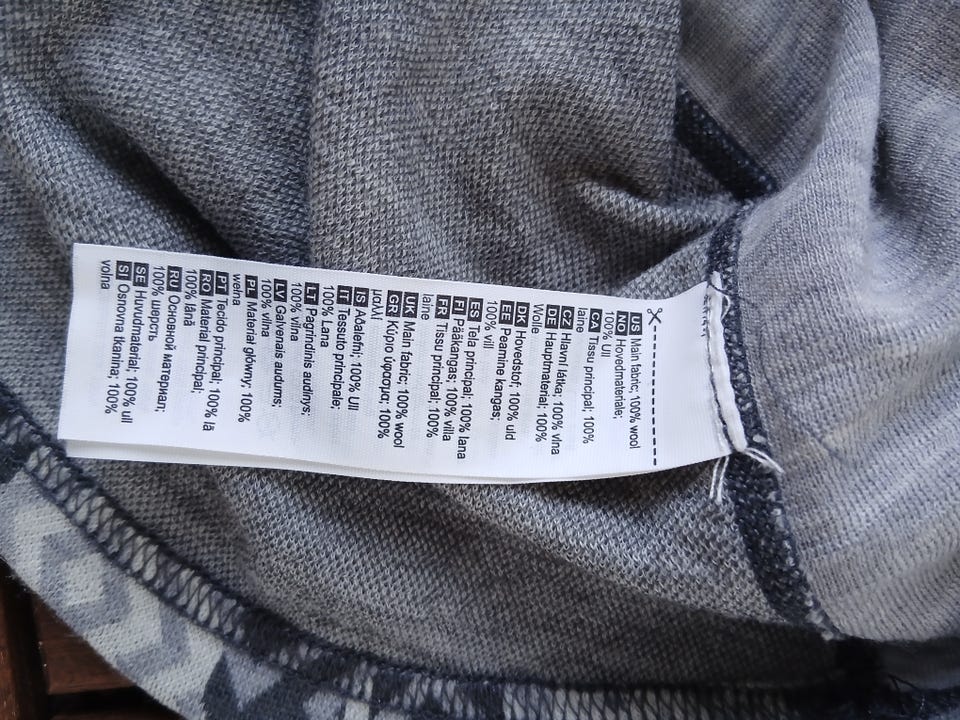 US Main fabric; 100% wool
NO Hovedmateriale;
100% Ull
CA Tissu principal; 100%
laine
CZ Hlavní látka; 100% vlna
DE Hauptmaterial; 100%
Wolle
DK Hovedstof; 100% uld
EE Peamine kangas;
100% vill
ES Tela principal; 100% lana
FI Pääkangas; 100% villa
FR Tissu principal; 100%
laine
UK Main fabric; 100% wool
GR Κύριο ύφασμα; 100%
μαλλί
IS Aðalefni; 100% Ull
IT Tessuto principale;
100% Lana
LT Pagrindinis audinys;
100% vilna
LV Galvenais audums;
100% vilna
PL Materiał główny; 100%
wełna
PT Tecido principal; 100% lã
RO Material principal;
100% lână
RU Основной материал;
100% шерсть
SE Huvudmaterial; 100% ull
SI Osnovna tkanina; 100%
volna